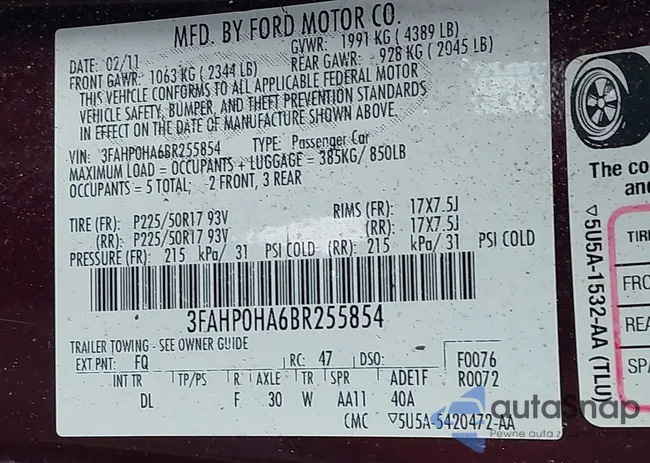 MFD. BY FORD MOTOR CO.
DATE: 02/11 GVWR: 1991 KG ( 4389 LB)
FRONT GAWR: 1063 KG ( 2344 LB) REAR GAWR: 928 KG ( 2045 LB)
THIS VEHICLE CONFORMS TO ALL APPLICABLE FEDERAL MOTOR
VEHICLE SAFETY, BUMPER, AND THEFT PREVENTION STANDARDS
IN EFFECT ON THE DATE OF MANUFACTURE SHOWN ABOVE.
VIN: 3FAHP0HA6BR255854 TYPE: Passenger Car
MAXIMUM LOAD = OCCUPANTS + LUGGAGE = 385KG/ 850LB
OCCUPANTS = 5 TOTAL; 2 FRONT, 3 REAR
TIRE (FR): P225/50R17 93V RIMS (FR): 17X7.5J
(RR): P225/50R17 93V (RR): 17X7.5J
PRESSURE (FR): 215 kPa/ 31 PSI COLD (RR): 215 kPa/ 31 PSI COLD
3FAHP0HA6BR255854
TRAILER TOWING - SEE OWNER GUIDE
EXT PNT: FQ RC: 47 DSO: F0076
INT TR TP/PS R AXLE TR SPR ADE1F R0072
DL F 30 W AA11 40A
CMC ▽5U5A-5420472-AA
The co
and
TIRE
FRO
REA
SPA
▽5U5A-1532-AA (TLU)
autoSnap
Pewne auta z